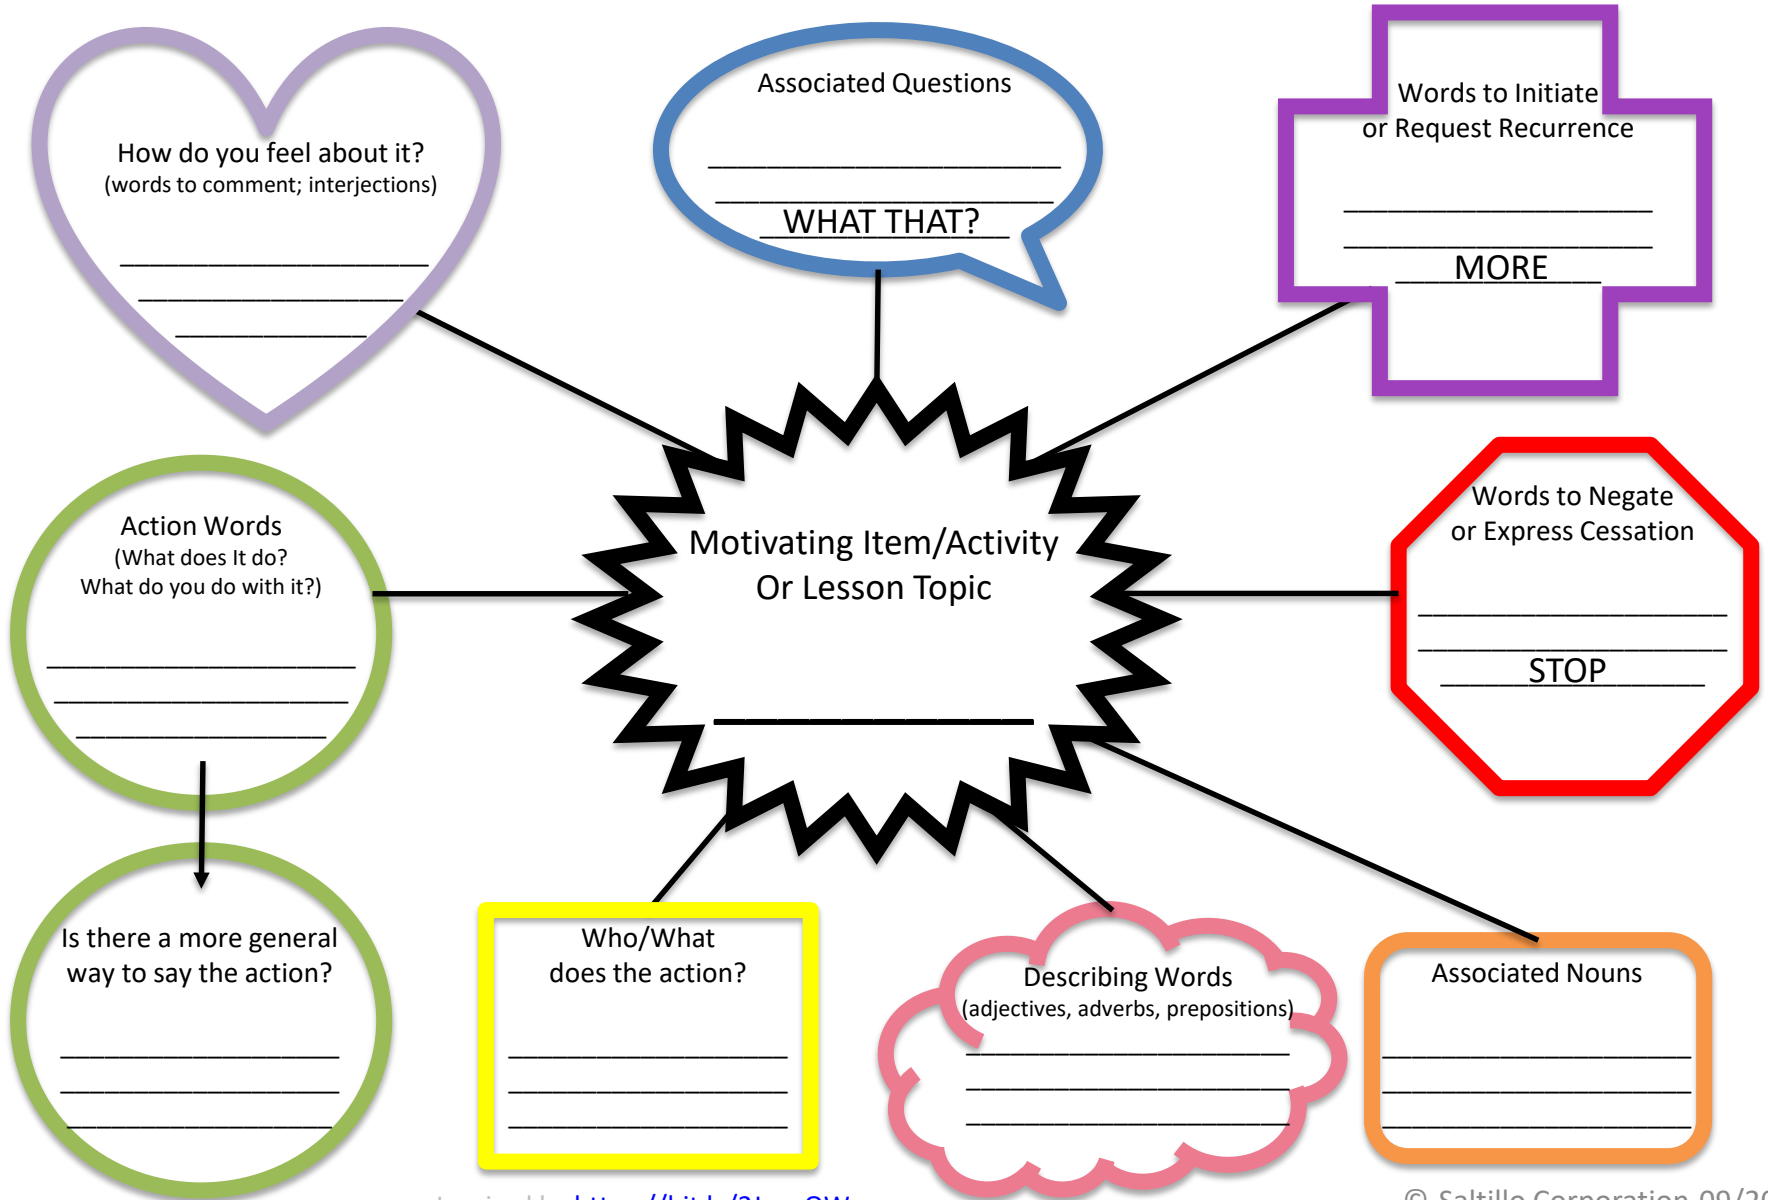 How do you feel about it?
(words to comment; interjections)
Associated Questions
WHAT THAT?
Words to Initiate
or Request Recurrence
MORE
Action Words
(What does It do?
What do you do with it?)
Motivating Item/Activity
Or Lesson Topic
Words to Negate
or Express Cessation
STOP
Is there a more general
way to say the action?
Who/What
does the action?
Describing Words
(adjectives, adverbs, prepositions)
Associated Nouns
© Saltillo Corporation